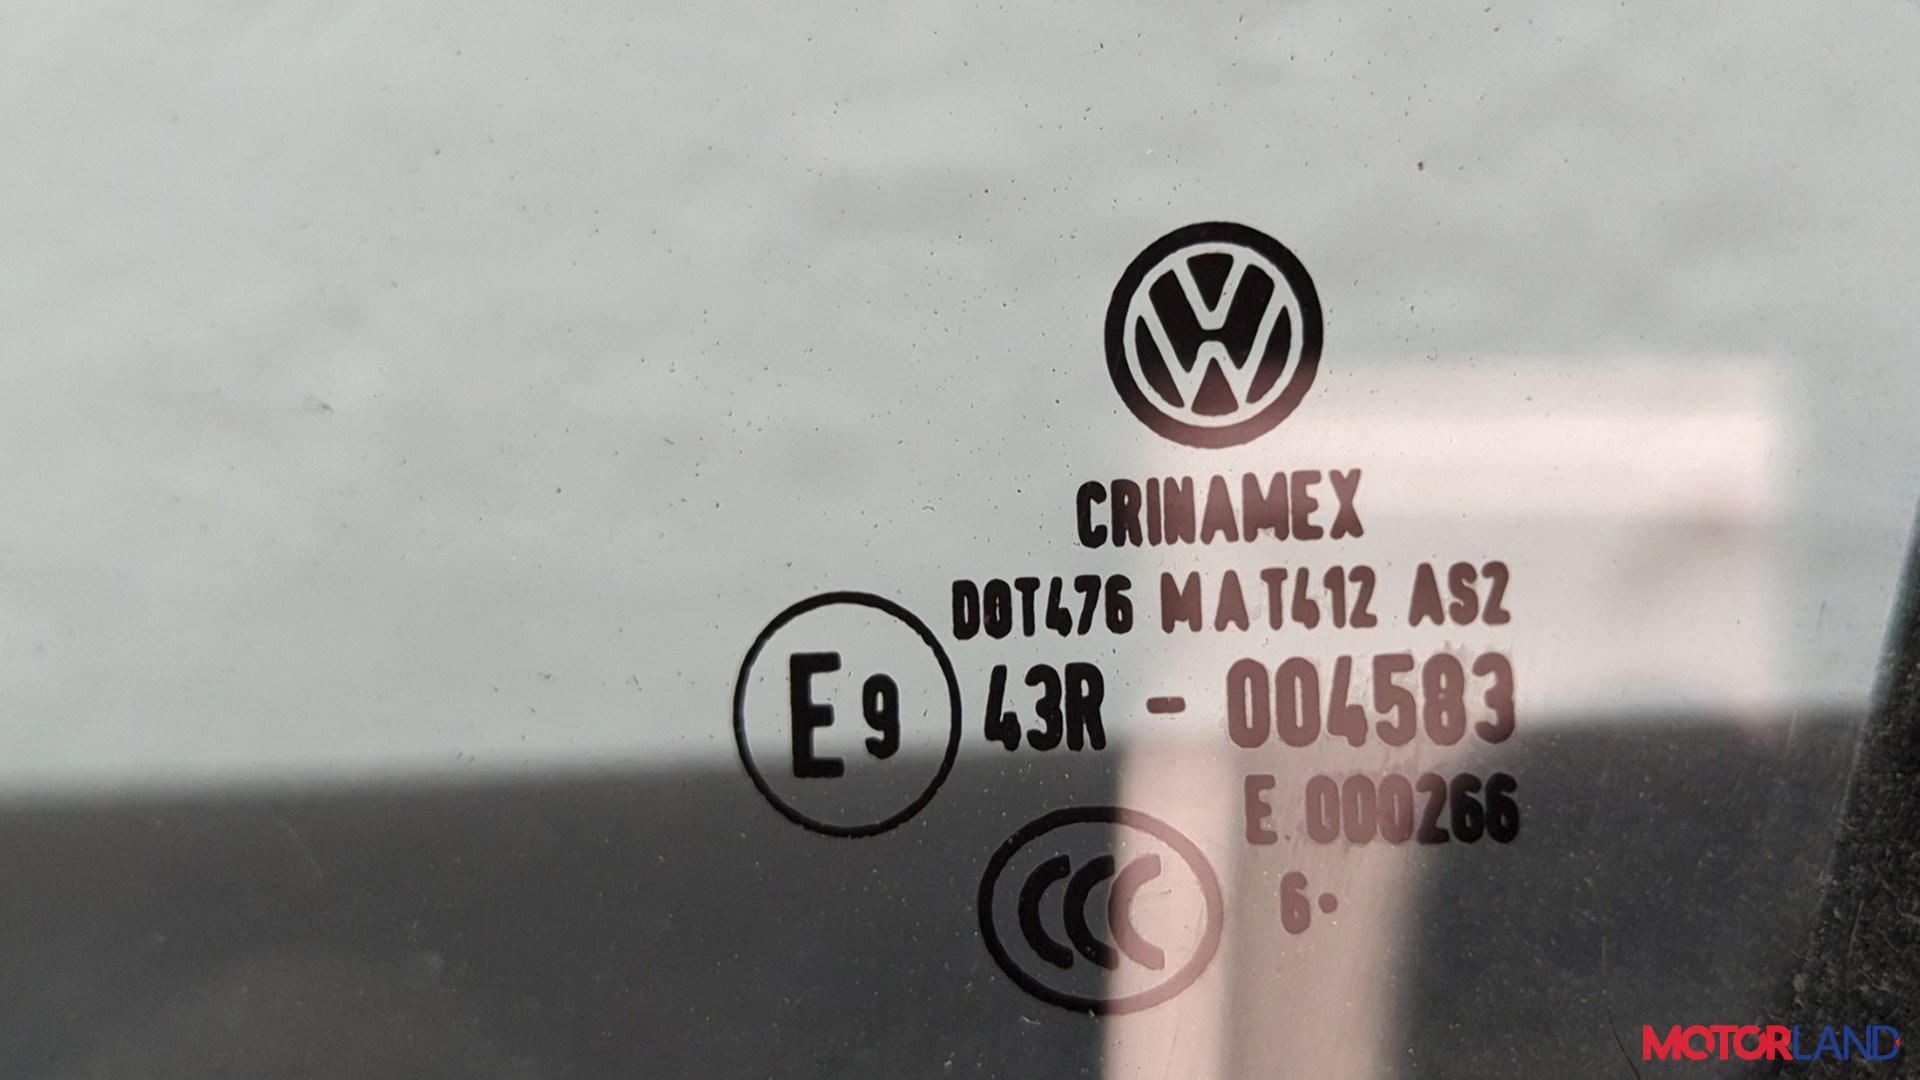 VW
CRINAMEX
DOT476 MAT412 AS2
E9 43R - 004583
E 000266
CCC 6•
MOTORLAND